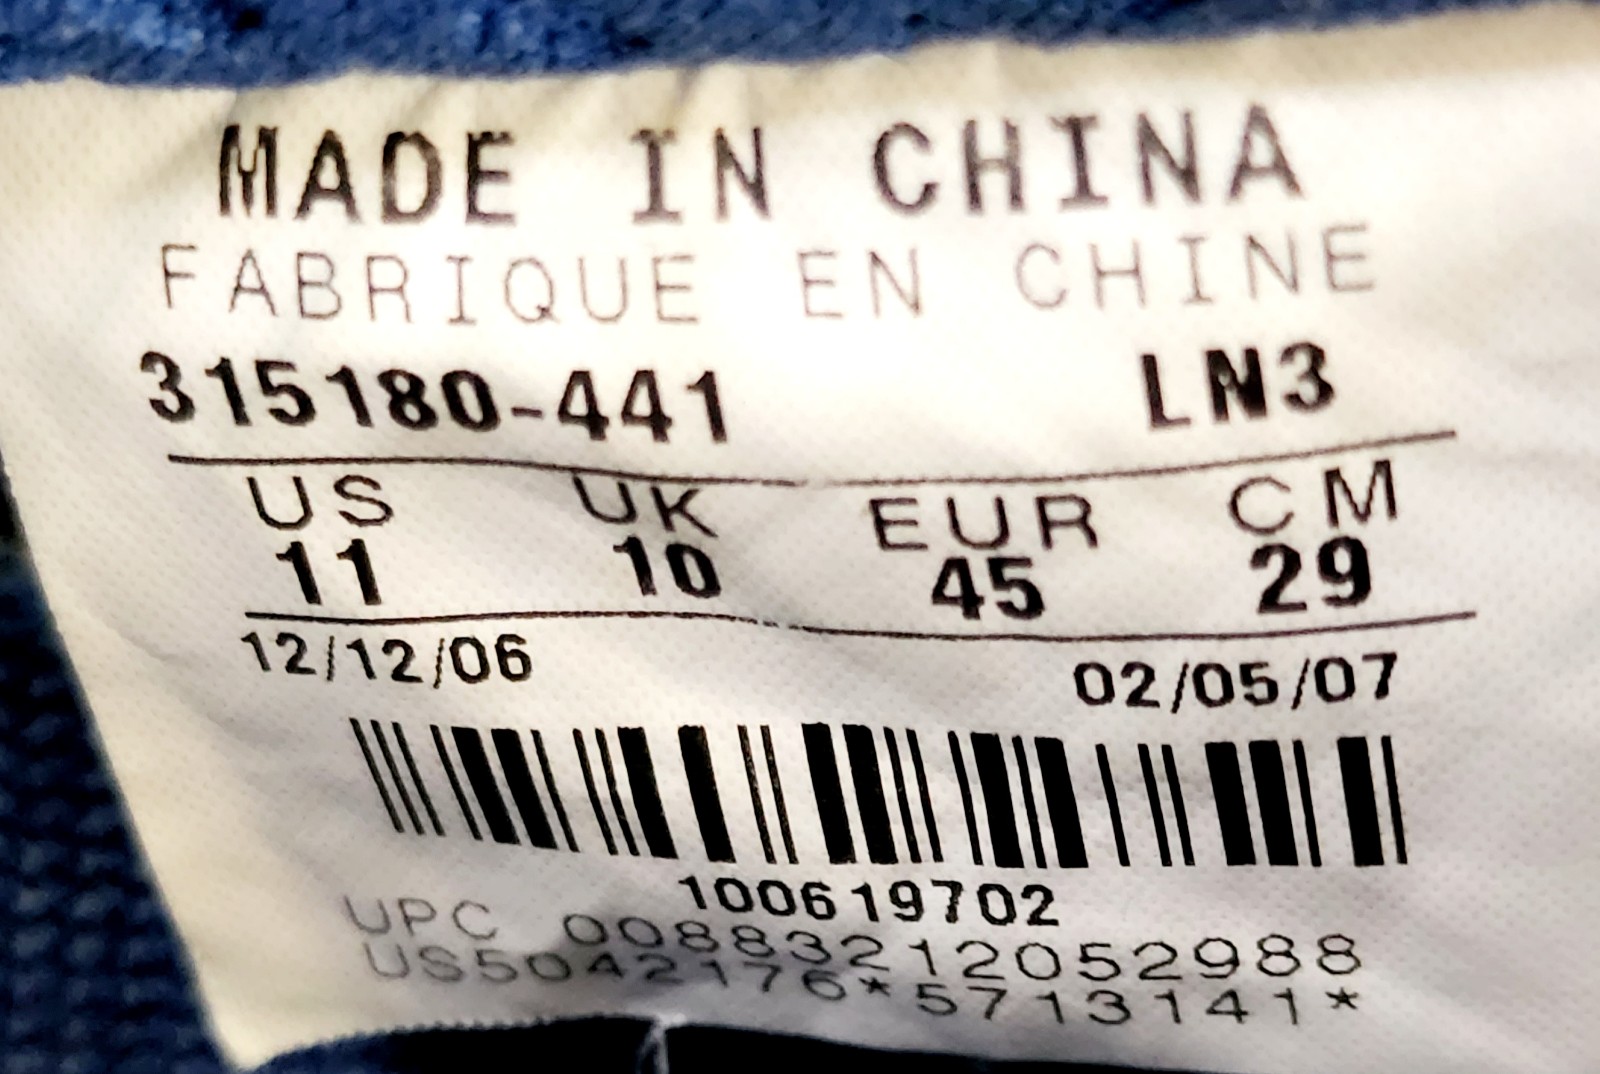 MADE IN CHINA
FABRIQUE EN CHINE
315180-441 LN3
US UK EUR CM
11 10 45 29
12/12/06 02/05/07
100619702
UPC 00883212052988
US5042176*5713141*